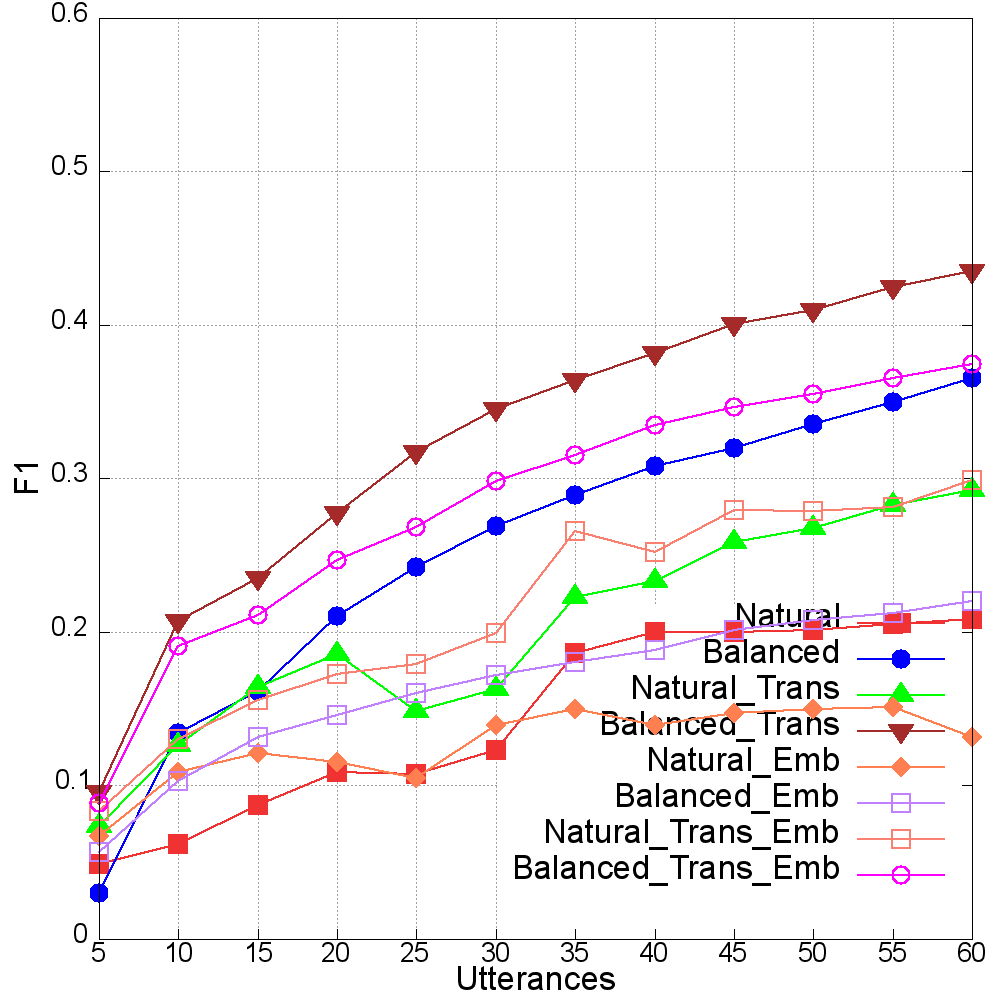 0.6
0.5
0.4
0.3
0.2
0.1
0
F1
Natural
Balanced
Natural_Trans
Balanced_Trans
Natural_Emb
Balanced_Emb
Natural_Trans_Emb
Balanced_Trans_Emb
5 10 15 20 25 30 35 40 45 50 55 60
Utterances